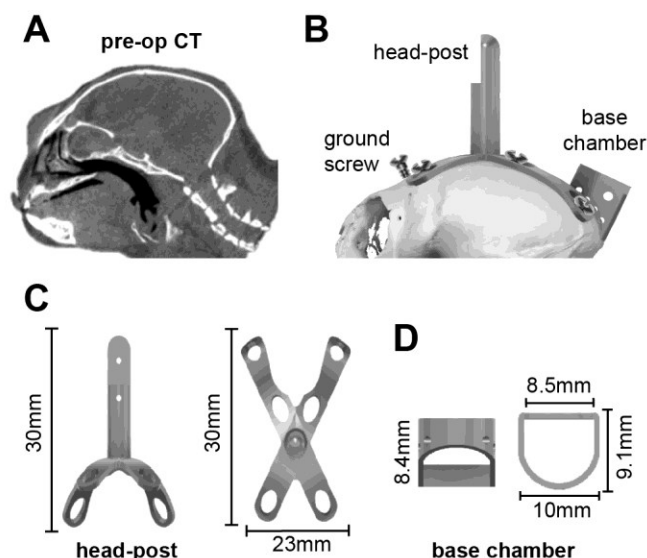 A
pre-op CT
B
head-post
ground
screw
base
chamber
C
30mm
30mm
23mm
head-post
D
8.4mm
8.5mm
9.1mm
10mm
base chamber